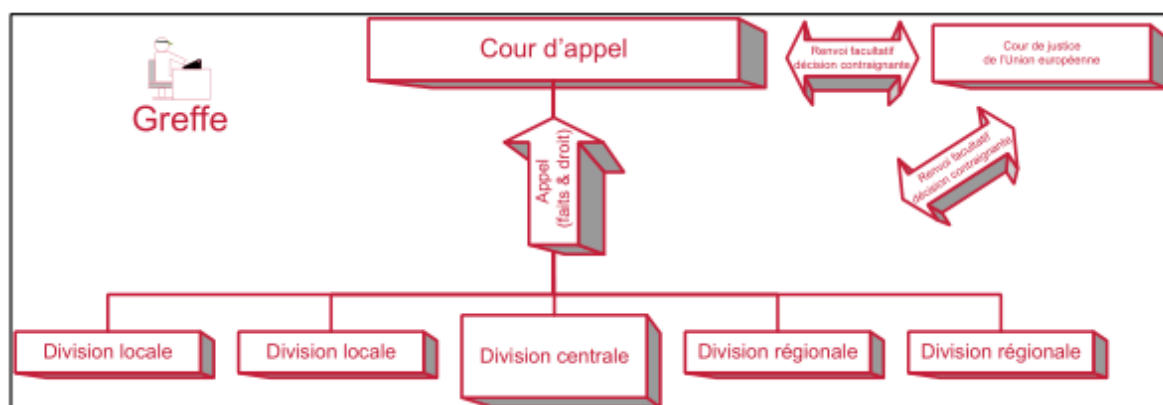 Cour d'appel
Renvoi facultatif
décision contraignante
Cour de justice
de l'Union européenne
Greffe
Appel
(faits & droit)
Renvoi facultatif
décision contraignante
Division locale
Division locale
Division centrale
Division régionale
Division régionale